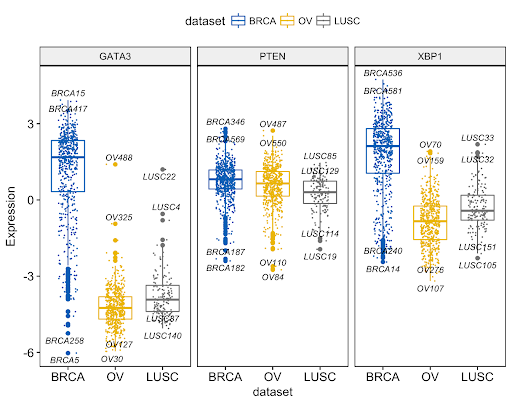 dataset BRCA OV LUSC
GATA3 PTEN XBP1
BRCA15
BRCA417
OV488
LUSC22
LUSC4
OV325
LUSC87
BRCA258
OV127
LUSC140
BRCA5
OV30
BRCA346
OV487
BRCA569
OV550
LUSC85
LUSC129
LUSC114
BRCA187
LUSC19
OV110
BRCA182
OV84
BRCA536
BRCA581
OV70
LUSC33
OV159
LUSC32
BRCA240
LUSC151
BRCA14
OV276
LUSC105
OV107
Expression
3
0
-3
-6
BRCA OV LUSC BRCA OV LUSC BRCA OV LUSC
dataset